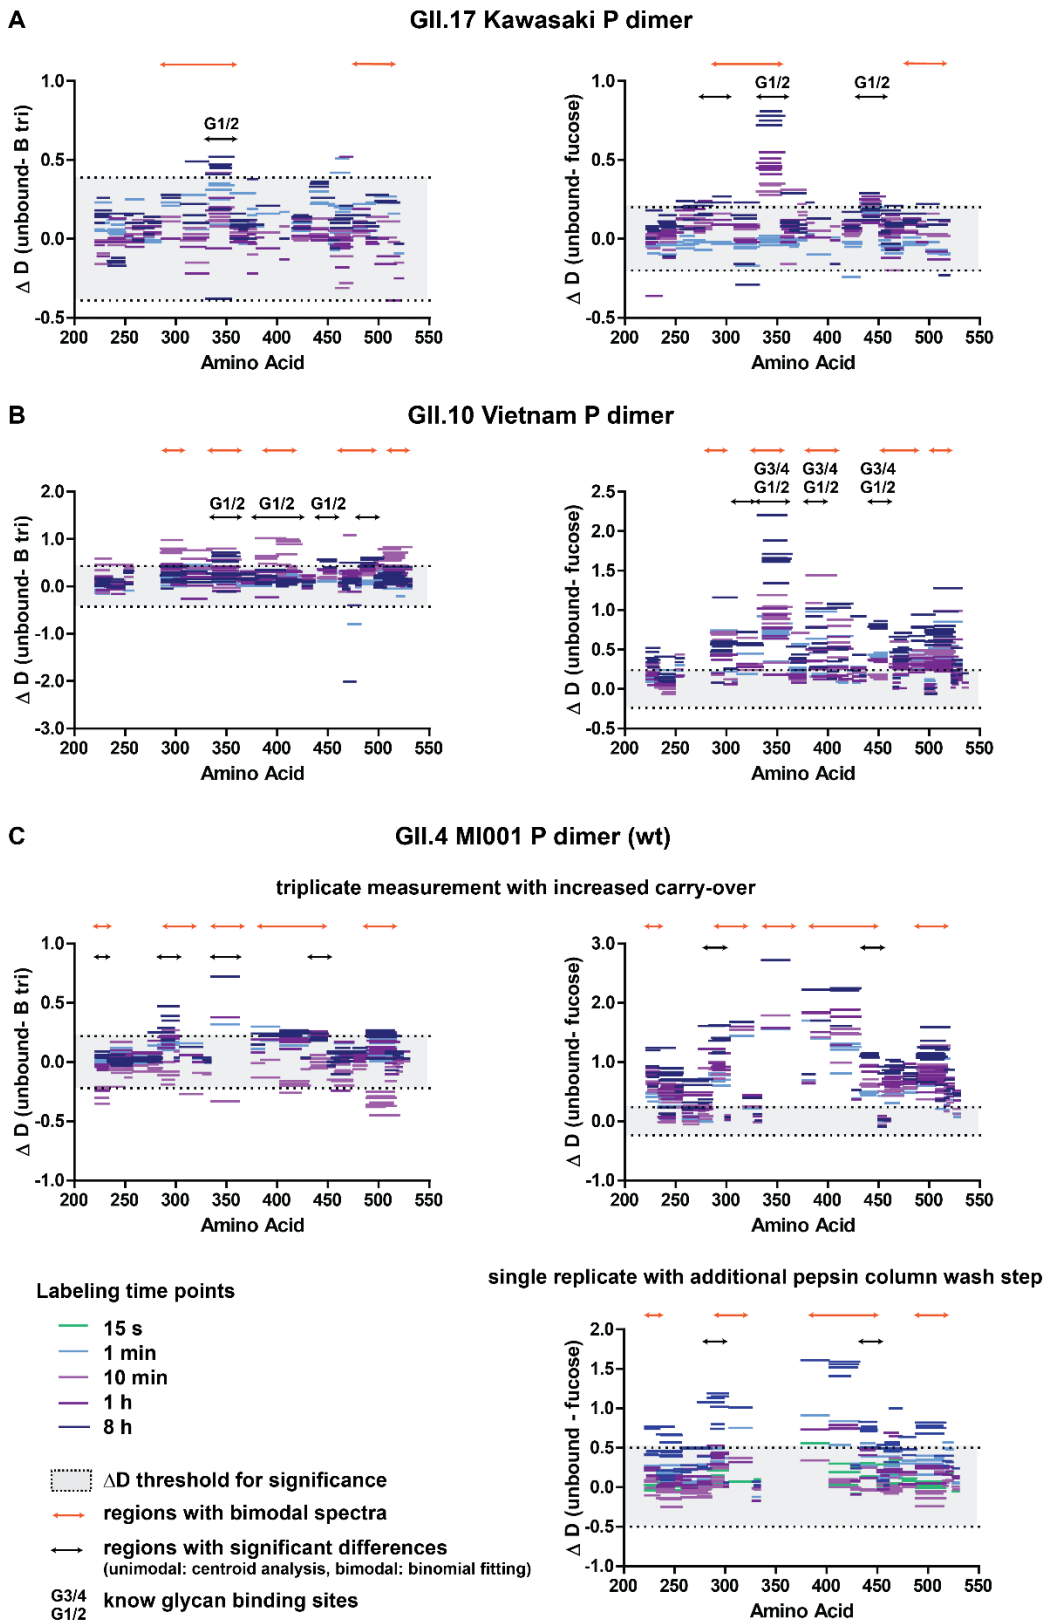 A
GII.17 Kawasaki P dimer
G1/2
1.0
0.5
0.0
-0.5
Δ D (unbound- B tri)
200 250 300 350 400 450 500 550
Amino Acid
G1/2 G1/2
1.0
0.5
0.0
-0.5
Δ D (unbound- fucose)
200 250 300 350 400 450 500 550
Amino Acid
B
GII.10 Vietnam P dimer
G1/2 G1/2 G1/2
2.0
1.0
0.0
-1.0
-2.0
-3.0
Δ D (unbound- B tri)
200 250 300 350 400 450 500 550
Amino Acid
G3/4 G3/4 G3/4
G1/2 G1/2 G1/2
2.5
2.0
1.5
1.0
0.5
0.0
-0.5
Δ D (unbound- fucose)
200 250 300 350 400 450 500 550
Amino Acid
C
GII.4 MI001 P dimer (wt)
triplicate measurement with increased carry-over
1.0
0.5
0.0
-0.5
-1.0
Δ D (unbound- B tri)
200 250 300 350 400 450 500 550
Amino Acid
3.0
2.0
1.0
0.0
-1.0
Δ D (unbound- fucose)
200 250 300 350 400 450 500 550
Amino Acid
single replicate with additional pepsin column wash step
2.0
1.5
1.0
0.5
0.0
-0.5
-1.0
Δ D (unbound - fucose)
200 250 300 350 400 450 500 550
Amino Acid
Labeling time points
15 s
1 min
10 min
1 h
8 h
ΔD threshold for significance
regions with bimodal spectra
regions with significant differences
(unimodal: centroid analysis, bimodal: binomial fitting)
G3/4
G1/2
know glycan binding sites